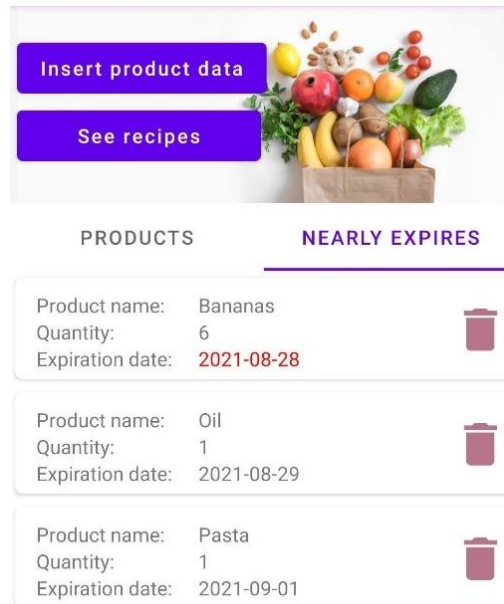 Insert product data
See recipes
PRODUCTS NEARLY EXPIRES
Product name: Bananas
Quantity: 6
Expiration date: 2021-08-28
Product name: Oil
Quantity: 1
Expiration date: 2021-08-29
Product name: Pasta
Quantity: 1
Expiration date: 2021-09-01